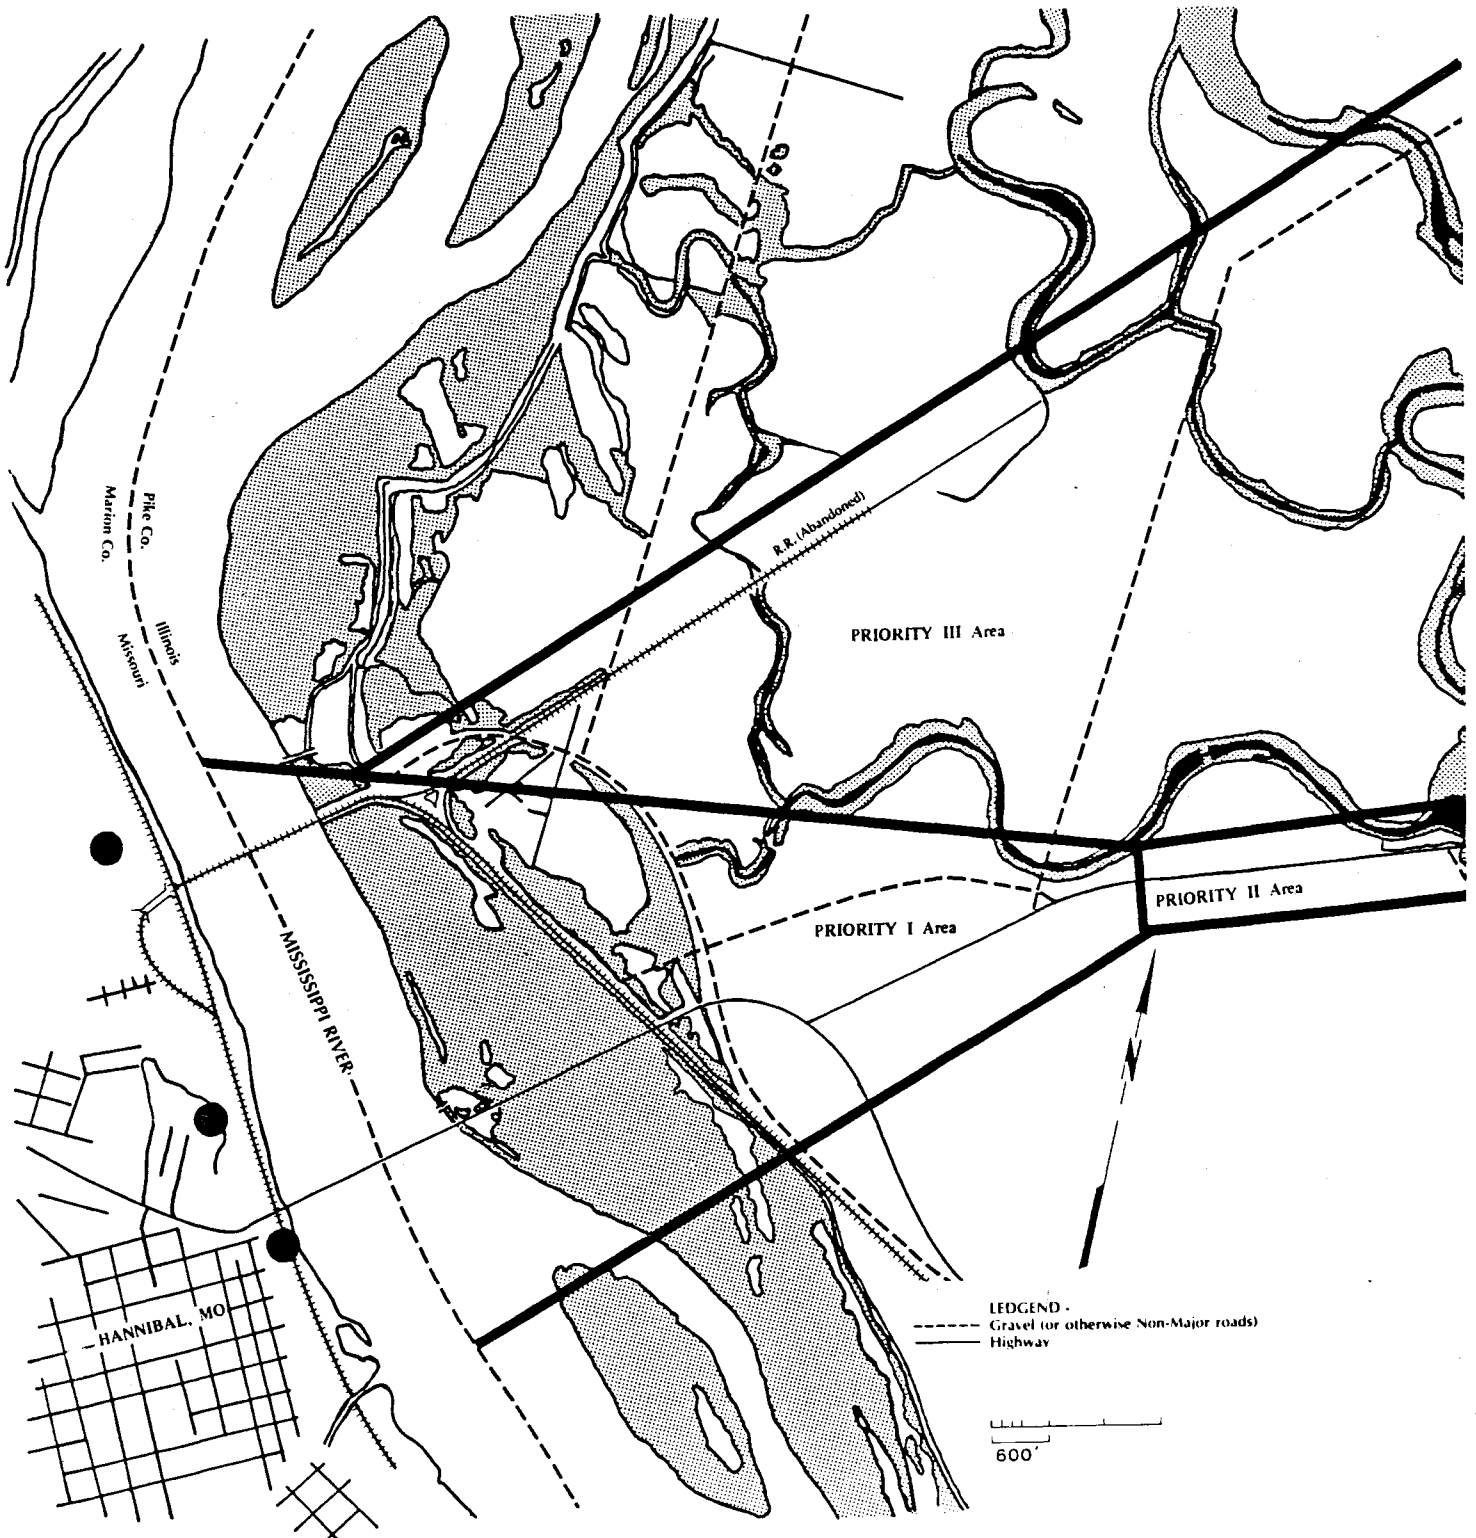 Pike Co.
Marion Co.
R.R. (Abandoned)
Illinois
Missouri
PRIORITY III Area
PRIORITY II Area
PRIORITY I Area
MISSISSIPPI RIVER
N
HANNIBAL, MO
LEDGEND -
Gravel (or otherwise Non-Major roads)
Highway
600'